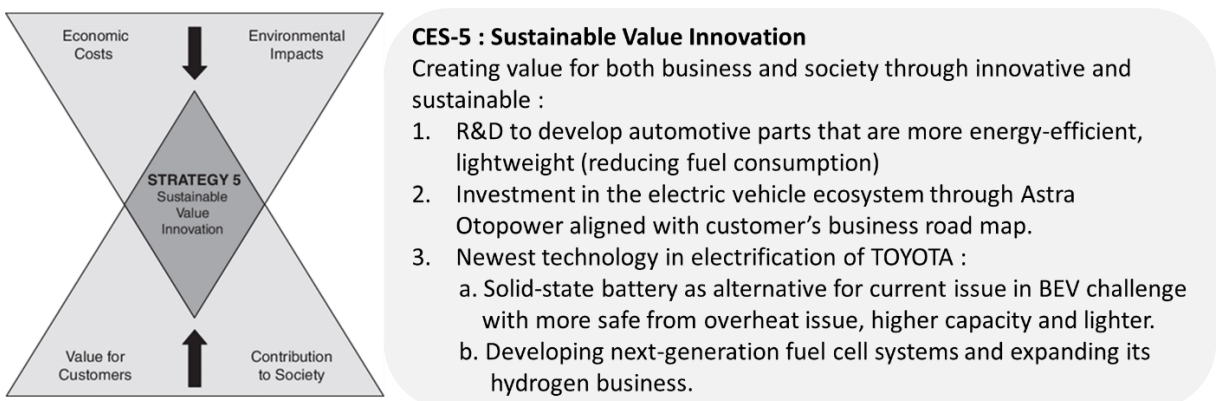 Economic
Costs
Environmental
Impacts
STRATEGY 5
Sustainable
Value
Innovation
Value for
Customers
Contribution
to Society
CES-5 : Sustainable Value Innovation
Creating value for both business and society through innovative and
sustainable :
1. R&D to develop automotive parts that are more energy-efficient,
lightweight (reducing fuel consumption)
2. Investment in the electric vehicle ecosystem through Astra
Otopower aligned with customer’s business road map.
3. Newest technology in electrification of TOYOTA :
a. Solid-state battery as alternative for current issue in BEV challenge
with more safe from overheat issue, higher capacity and lighter.
b. Developing next-generation fuel cell systems and expanding its
hydrogen business.